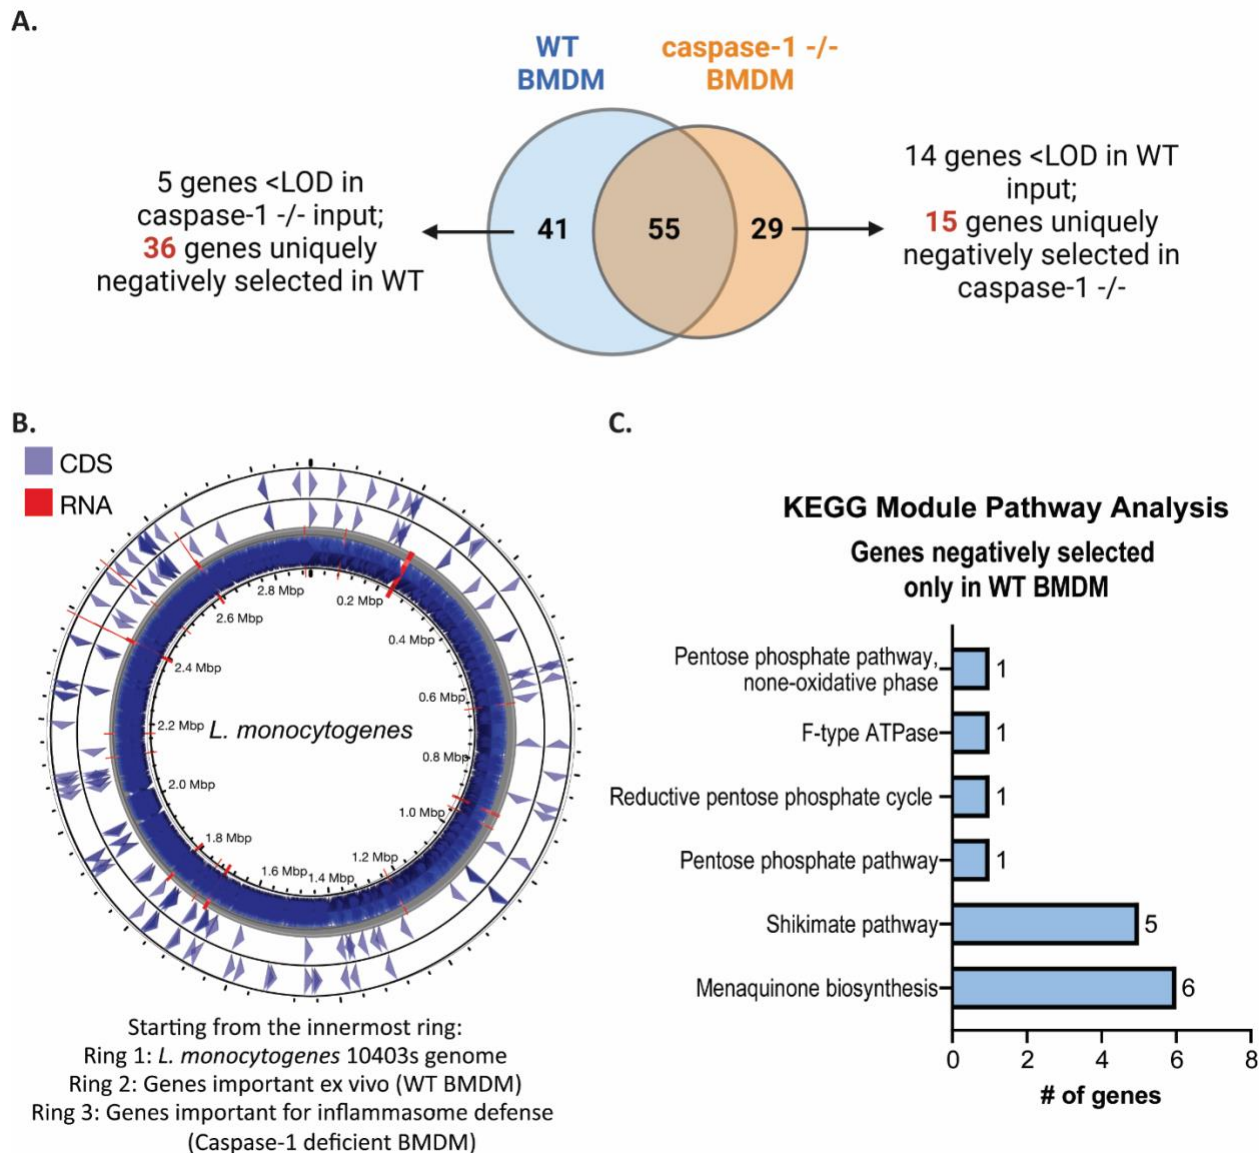 A.
WT
BMDM
caspase-1 -/-
BMDM
5 genes <LOD in
caspase-1 -/- input;
36 genes uniquely
negatively selected in WT
41
55
29
14 genes <LOD in WT
input;
15 genes uniquely
negatively selected in
caspase-1 -/-
B.
CDS
RNA
2.8 Mbp
0.2 Mbp
2.6 Mbp
0.4 Mbp
2.4 Mbp
0.6 Mbp
2.2 Mbp
L. monocytogenes
0.8 Mbp
2.0 Mbp
1.0 Mbp
1.8 Mbp
1.2 Mbp
1.6 Mbp
1.4 Mbp
Starting from the innermost ring:
Ring 1: L. monocytogenes 10403s genome
Ring 2: Genes important ex vivo (WT BMDM)
Ring 3: Genes important for inflammasome defense
(Caspase-1 deficient BMDM)
C.
KEGG Module Pathway Analysis
Genes negatively selected
only in WT BMDM
Pentose phosphate pathway,
none-oxidative phase
1
F-type ATPase
1
Reductive pentose phosphate cycle
1
Pentose phosphate pathway
1
Shikimate pathway
5
Menaquinone biosynthesis
6
0 2 4 6 8
# of genes